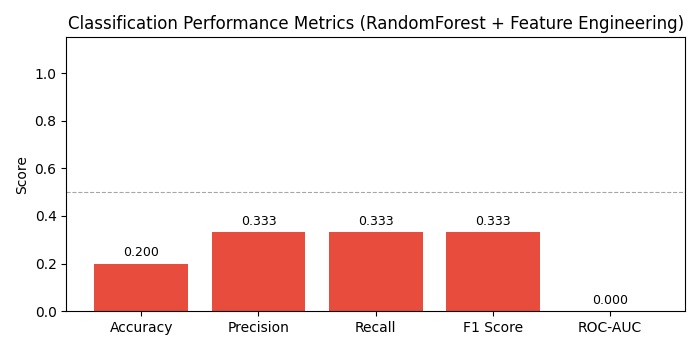 Classification Performance Metrics (RandomForest + Feature Engineering)
Score
1.0
0.8
0.6
0.4
0.2
0.0
0.200
0.333
0.333
0.333
0.000
Accuracy
Precision
Recall
F1 Score
ROC-AUC